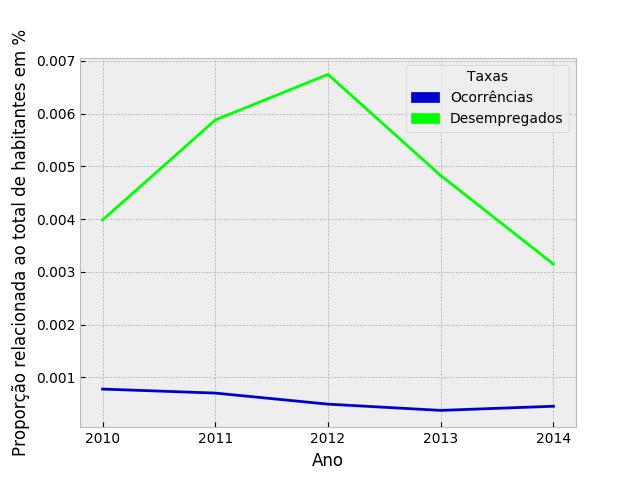 Proporção relacionada ao total de habitantes em %
0.007
0.006
0.005
0.004
0.003
0.002
0.001
Taxas
Ocorrências
Desempregados
2010 2011 2012 2013 2014
Ano